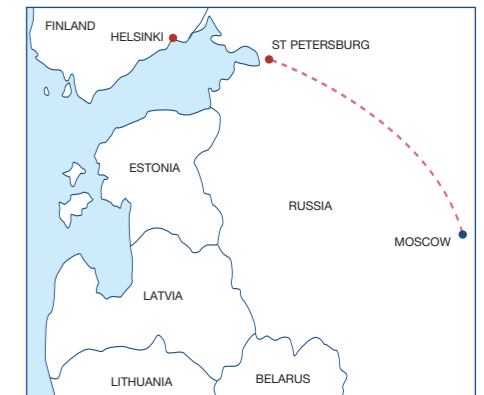 FINLAND
HELSINKI
ST PETERSBURG
ESTONIA
RUSSIA
MOSCOW
LATVIA
LITHUANIA
BELARUS